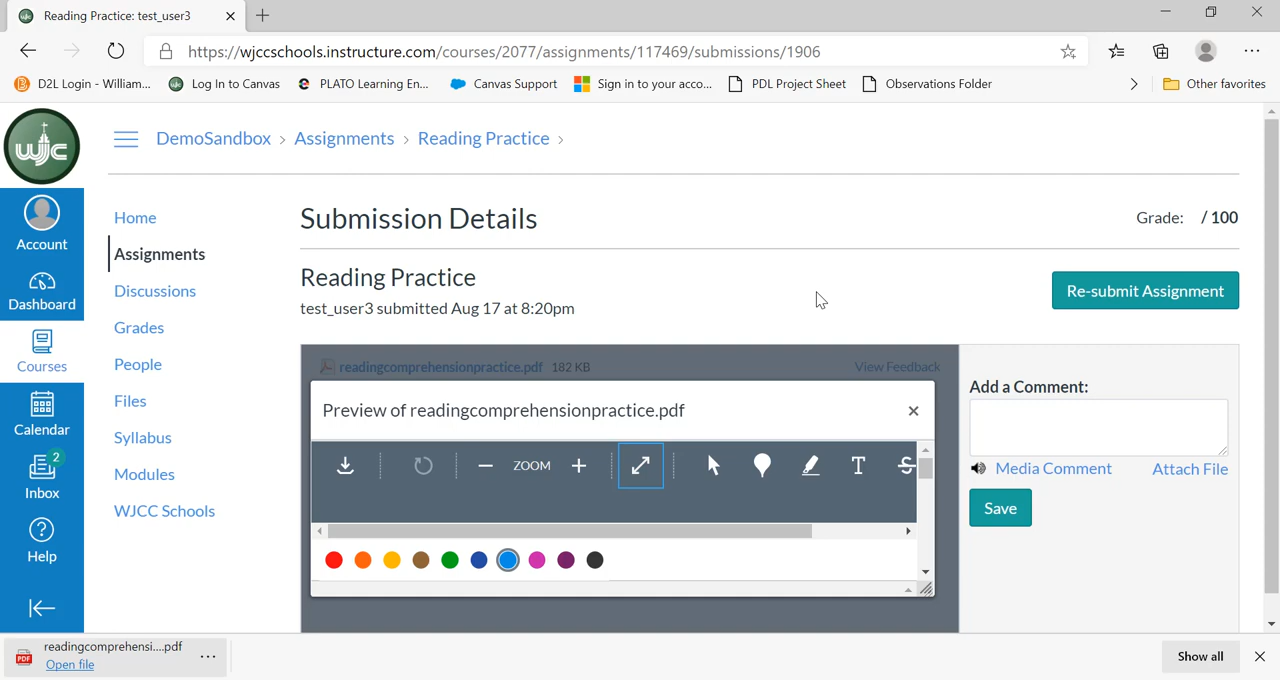 Reading Practice: test_user3
https://wjccschools.instructure.com/courses/2077/assignments/117469/submissions/1906
D2L Login - William... Log In to Canvas PLATO Learning En... Canvas Support Sign in to your acco... PDL Project Sheet Observations Folder Other favorites
wjc
DemoSandbox > Assignments > Reading Practice >
Account
Dashboard
Courses
Calendar
2
Inbox
Help
Home
Assignments
Discussions
Grades
People
Files
Syllabus
Modules
WJCC Schools
Submission Details
Grade: / 100
Reading Practice
test_user3 submitted Aug 17 at 8:20pm
Re-submit Assignment
readingcomprehensionpractice.pdf 182 KB View Feedback
Preview of readingcomprehensionpractice.pdf
ZOOM
T
S
Add a Comment:
Media Comment Attach File
Save
readingcomprehensi....pdf
PDF
Open file
Show all